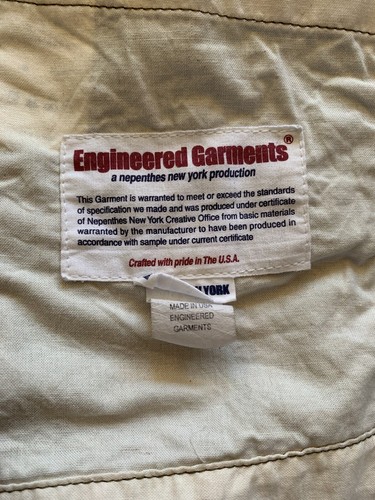 Engineered Garments®
a nepenthes new york production
This Garment is warranted to meet or exceed the standards
of specification we made and was produced under certificate
of Nepenthes New York Creative Office from basic materials
warranted by the manufacturer to have been produced in
accordance with sample under current certificate
Crafted with pride in The U.S.A.
YORK
MADE IN USA
ENGINEERED
GARMENTS